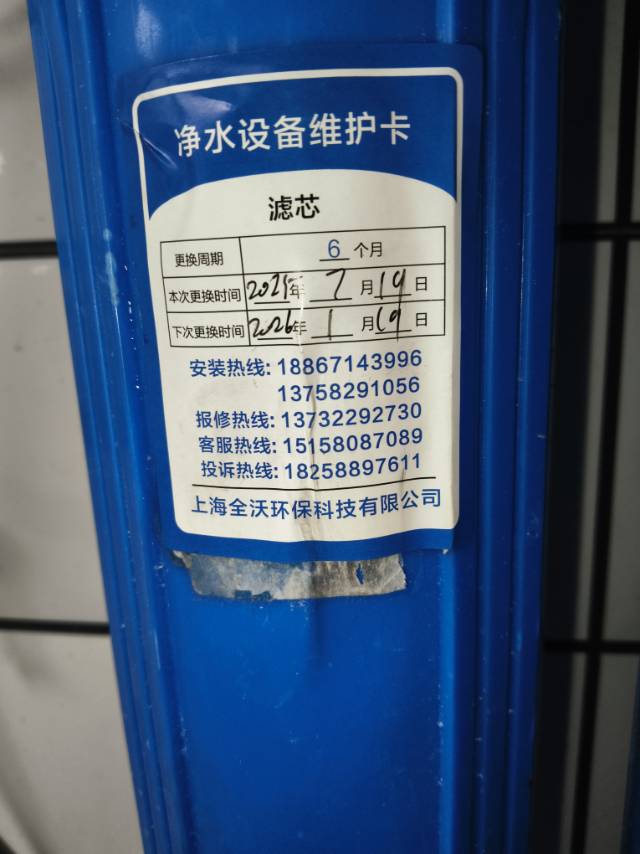 净水设备维护卡
滤芯
更换周期 6 个月
本次更换时间 2025年 7 月 19 日
下次更换时间 2026年 1 月 19 日
安装热线: 18867143996
13758291056
报修热线: 13732292730
客服热线: 15158087089
投诉热线: 18258897611
上海全沃环保科技有限公司